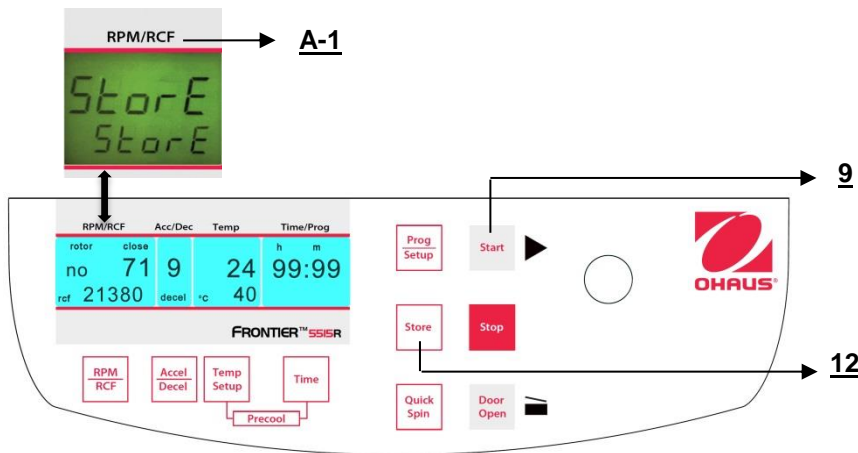 RPM/RCF
A-1
StorE
StorE
9
RPM/RCF Acc/Dec Temp Time/Prog
rotor close h m
no 71 9 24 99:99
rcf 21380 decel °C 40
FRONTIER™ 5515R
Prog
Setup
Start
OHAUS®
Store
Stop
12
RPM
RCF
Accel
Decel
Temp
Setup
Time
Precool
Quick
Spin
Door
Open